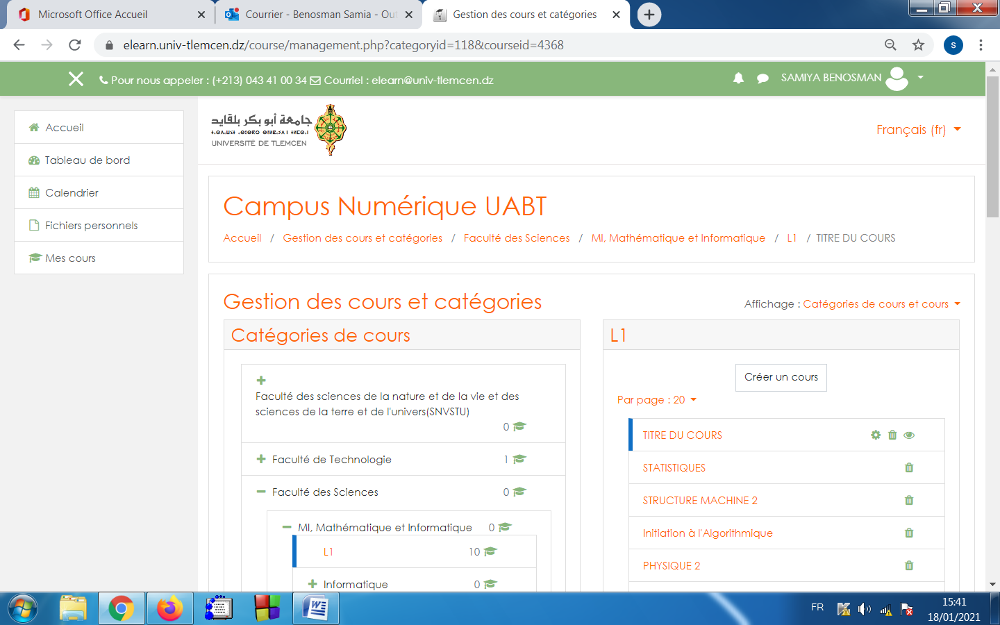 Microsoft Office Accueil
Courrier - Benosman Samia - Out
Gestion des cours et catégories
elearn.univ-tlemcen.dz/course/management.php?categoryid=118&courseid=4368
s
Pour nous appeler : (+213) 043 41 00 34 Courriel : elearn@univ-tlemcen.dz
SAMIYA BENOSMAN
Accueil
Tableau de bord
Calendrier
Fichiers personnels
Mes cours
جامعة أبو بكر بلقايد
UNIVERSITÉ DE TLEMCEN
Français (fr)
Campus Numérique UABT
Accueil / Gestion des cours et catégories / Faculté des Sciences / MI, Mathématique et Informatique / L1 / TITRE DU COURS
Gestion des cours et catégories
Affichage : Catégories de cours et cours
Catégories de cours
Faculté des sciences de la nature et de la vie et des
sciences de la terre et de l'univers(SNVSTU)
0
Faculté de Technologie 1
Faculté des Sciences 0
MI, Mathématique et Informatique 0
L1 10
Informatique 0
L1
Créer un cours
Par page : 20
TITRE DU COURS
STATISTIQUES
STRUCTURE MACHINE 2
Initiation à l'Algorithmique
PHYSIQUE 2
FR
15:41
18/01/2021